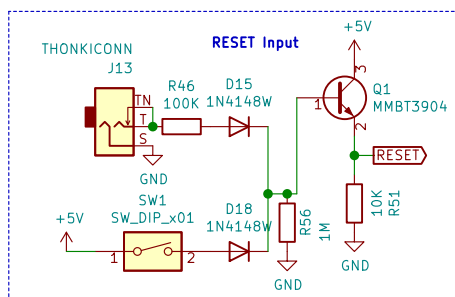 RESET Input
+5V
THONKICONN
J13
TN
T
S
GND
R46
100K
D15
1N4148W
3
1
2
Q1
MMBT3904
RESET
SW1
SW_DIP_x01
+5V
1
2
D18
1N4148W
R56
1M
GND
10K
R51
GND